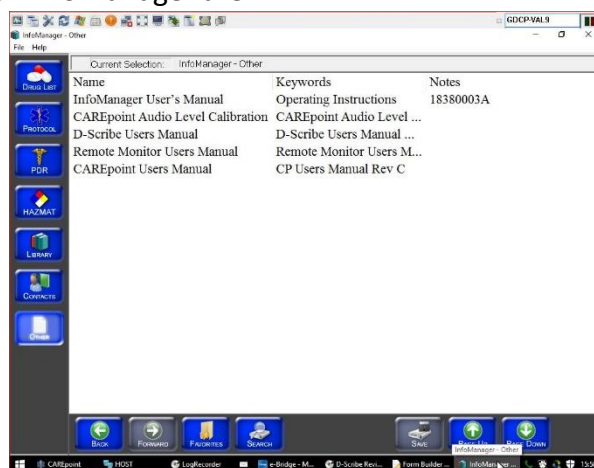 GDCP-VAL9
InfoManager - Other
File Help
Current Selection: InfoManager - Other
Name Keywords Notes
InfoManager User's Manual Operating Instructions 18380003A
CAREpoint Audio Level Calibration CAREpoint Audio Level ...
D-Scribe Users Manual D-Scribe Users Manual ...
Remote Monitor Users Manual Remote Monitor Users M...
CAREpoint Users Manual CP Users Manual Rev C
DRUG LIST
PROTOCOL
PDR
HAZMAT
LIBRARY
CONTACTS
OTHER
BACK FORWARD FAVORITES SEARCH SAVE PAGE UP PAGE DOWN
InfoManager - Other
CAREpoint HOST LogRecorder e-Bridge - M... D-Scribe Revi... Form Builder ... InfoManager ...